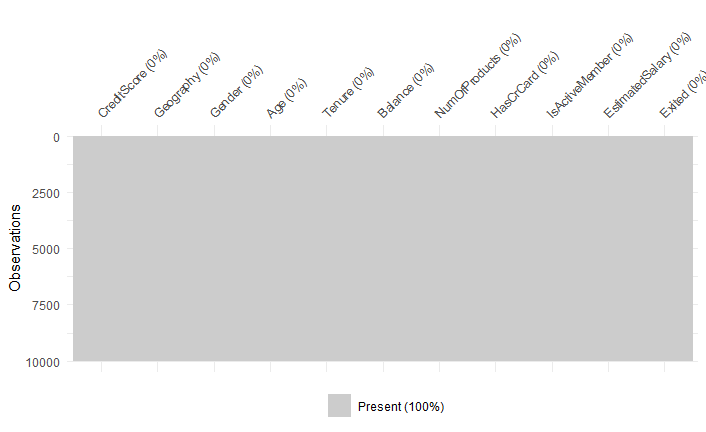 CreditScore (0%)
Geography (0%)
Gender (0%)
Age (0%)
Tenure (0%)
Balance (0%)
NumOfProducts (0%)
HasCrCard (0%)
IsActiveMember (0%)
EstimatedSalary (0%)
Exited (0%)
0
2500
5000
7500
10000
Observations
Present (100%)